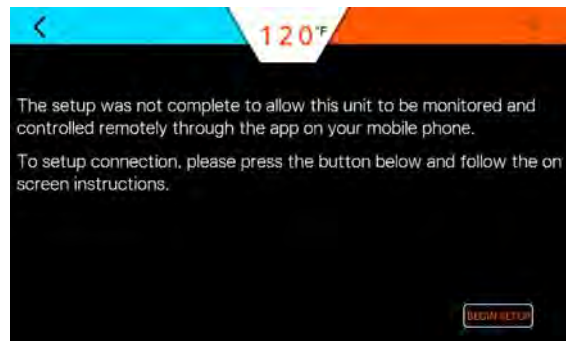 120°F
The setup was not complete to allow this unit to be monitored and
controlled remotely through the app on your mobile phone.
To setup connection, please press the button below and follow the on
screen instructions.
BEGIN SETUP